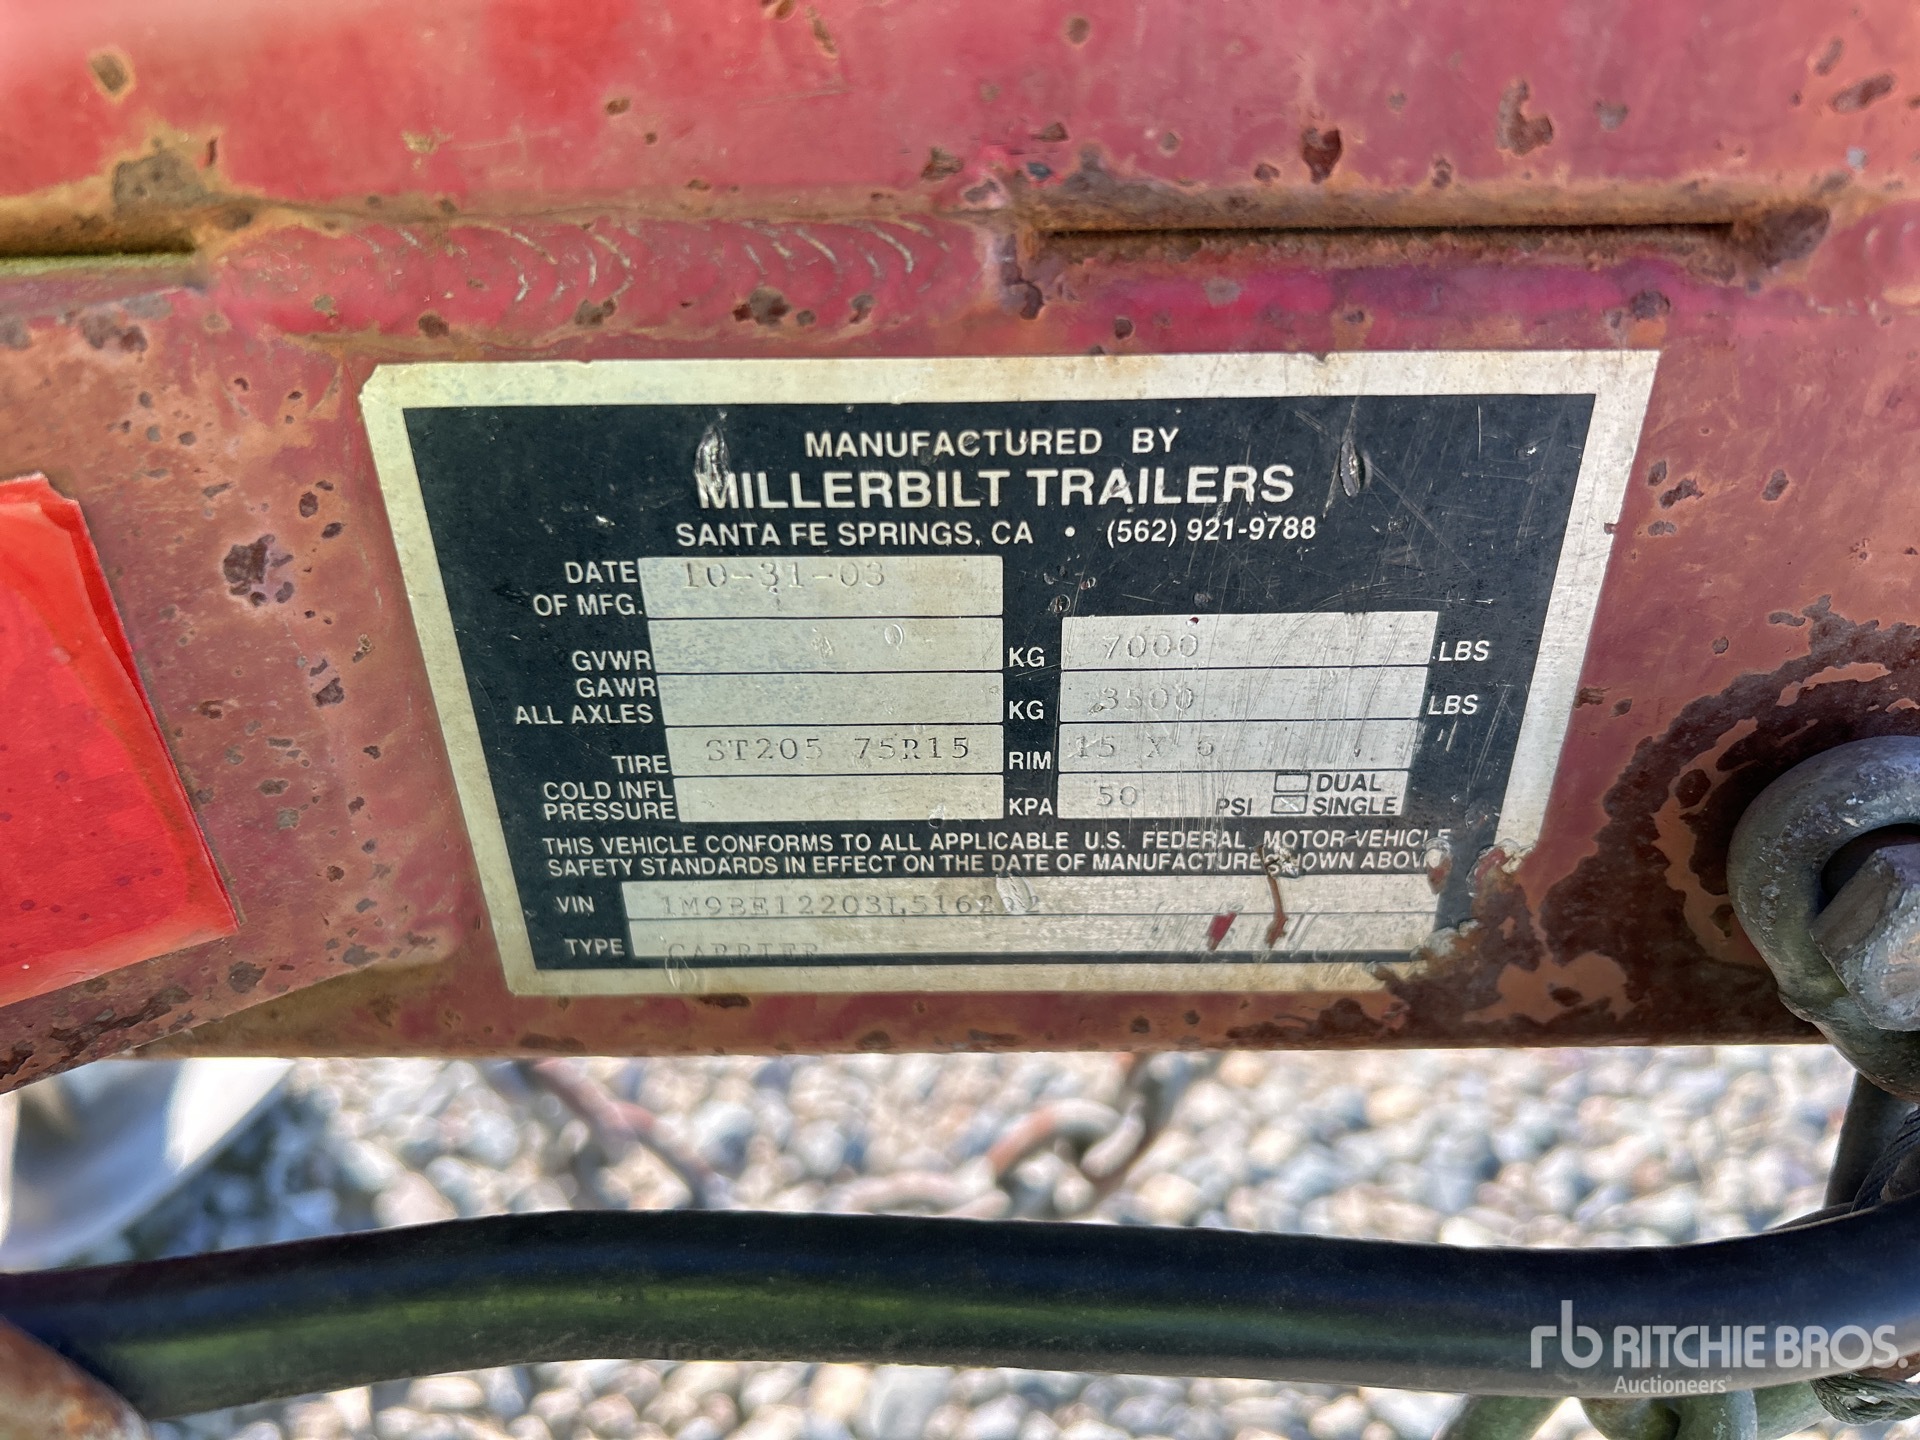 MANUFACTURED BY
MILLERBILT TRAILERS
SANTA FE SPRINGS, CA • (562) 921-9788
DATE OF MFG. 10-31-03
GVWR 0 KG 7000 LBS
GAWR ALL AXLES KG 3500 LBS
TIRE ST205 75R15 RIM 15 X 6
COLD INFL PRESSURE KPA 50 PSI DUAL SINGLE
THIS VEHICLE CONFORMS TO ALL APPLICABLE U.S. FEDERAL MOTOR VEHICLE
SAFETY STANDARDS IN EFFECT ON THE DATE OF MANUFACTURE SHOWN ABOVE
VIN
TYPE CARRIER
rb RITCHIE BROS.
Auctioneers